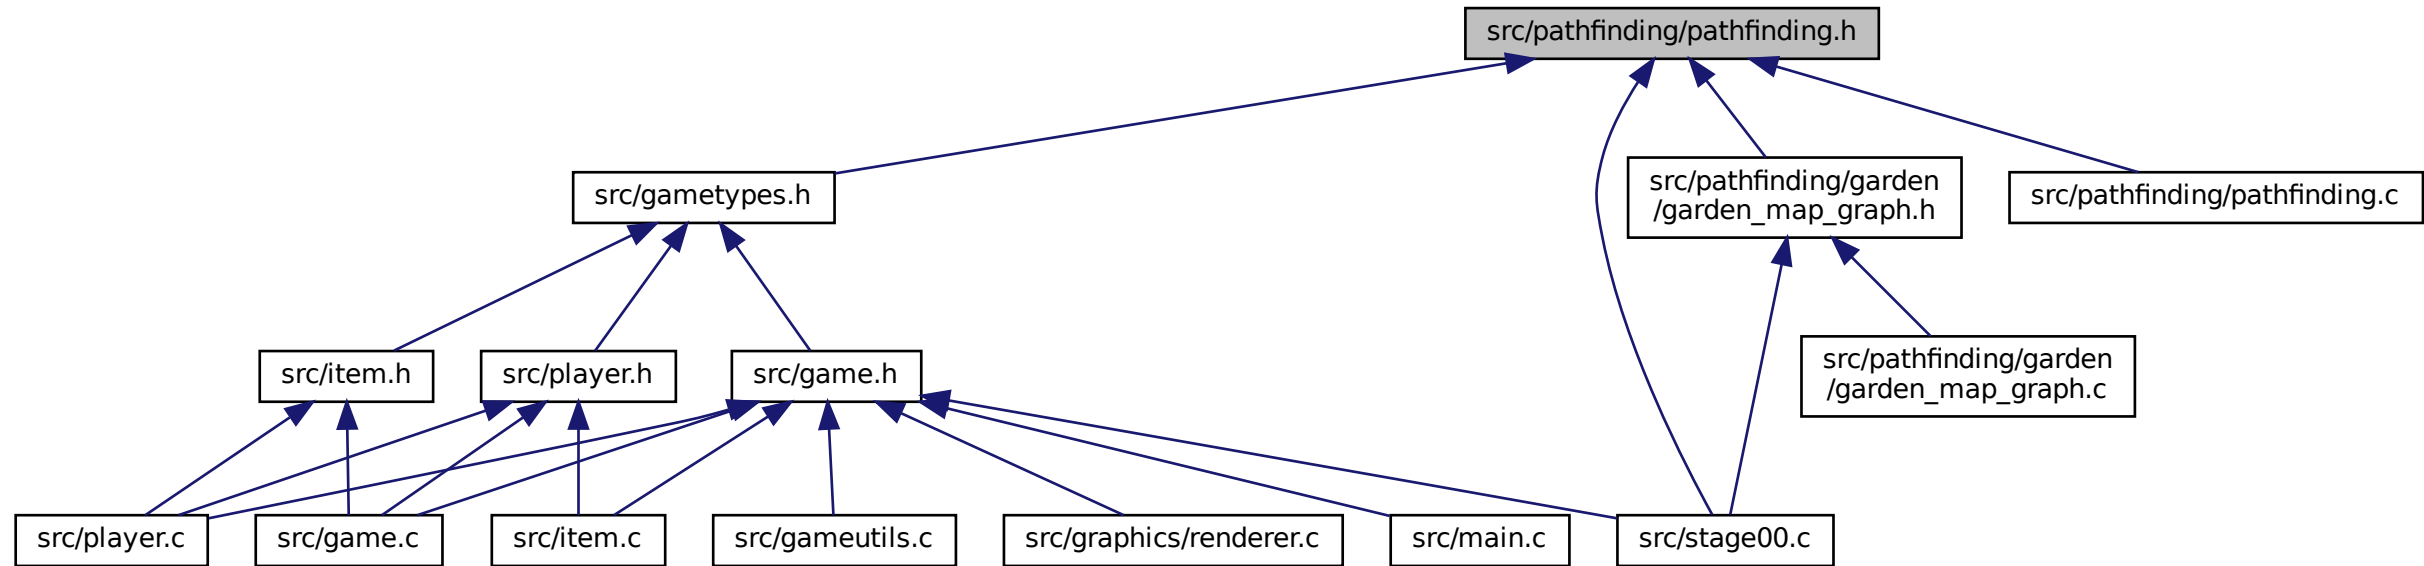 src/pathfinding/pathfinding.h
src/gametypes.h
src/pathfinding/garden
/garden_map_graph.h
src/pathfinding/pathfinding.c
src/item.h
src/player.h
src/game.h
src/pathfinding/garden
/garden_map_graph.c
src/player.c
src/game.c
src/item.c
src/gameutils.c
src/graphics/renderer.c
src/main.c
src/stage00.c